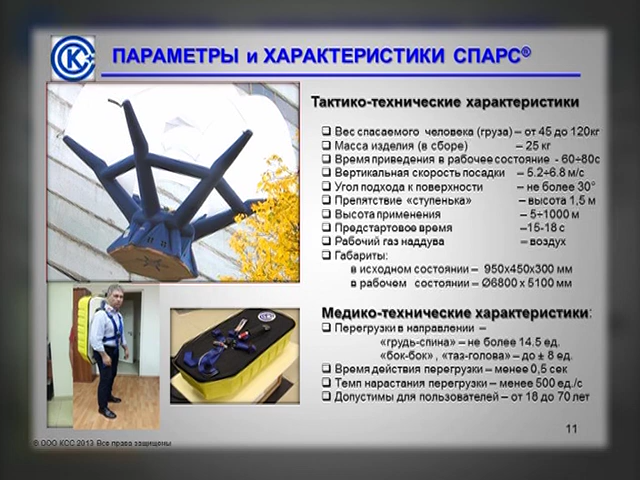 ПАРАМЕТРЫ и ХАРАКТЕРИСТИКИ СПАРС®
Тактико-технические характеристики
Вес спасаемого человека (груза) – от 45 до 120кг
Масса изделия (в сборе) – 25 кг
Время приведения в рабочее состояние - 60÷80с
Вертикальная скорость посадки – 5.2÷6.8 м/с
Угол подхода к поверхности – не более 30°
Препятствие «ступенька» – высота 1,5 м
Высота применения – 5÷1000 м
Предстартовое время –15-18 с
Рабочий газ наддува – воздух
Габариты:
в исходном состоянии – 950х450х300 мм
в рабочем состоянии – Ø6800 х 5100 мм
Медико-технические характеристики:
Перегрузки в направлении –
«грудь-спина» – не более 14.5 ед.
«бок-бок» , «таз-голова» – до ± 8 ед.
Время действия перегрузки – менее 0,5 сек
Темп нарастания перегрузки – менее 500 ед./с
Допустимы для пользователей – от 18 до 70 лет
11
© ООО КСС 2013 Все права защищены